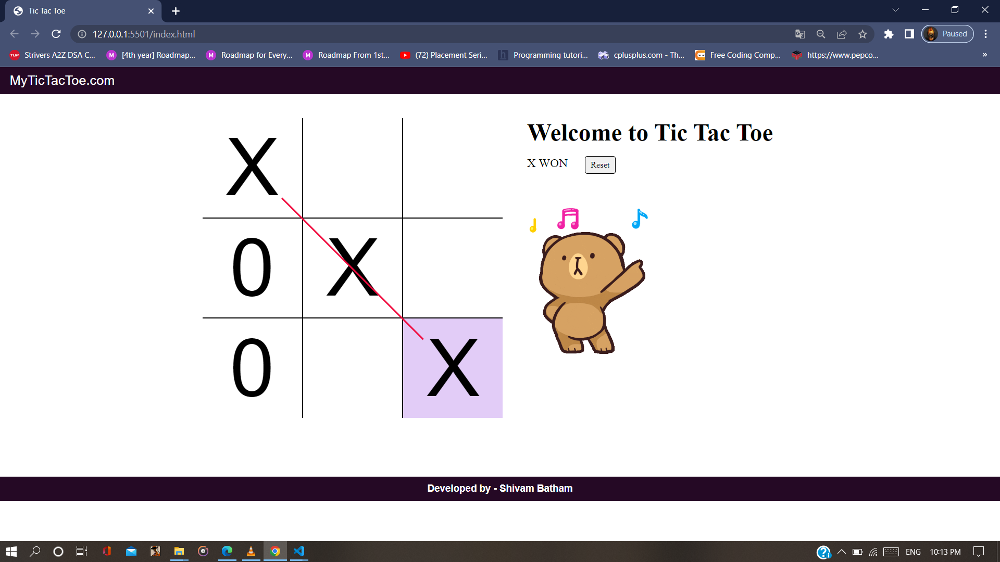 Tic Tac Toe
127.0.0.1:5501/index.html
Paused
Strivers A2Z DSA C...
[4th year] Roadmap...
Roadmap for Every...
Roadmap From 1st...
(72) Placement Seri...
Programming tutori...
cplusplus.com - Th...
Free Coding Comp...
https://www.pepco...
»
MyTicTacToe.com
Welcome to Tic Tac Toe
X WON
Reset
X
0 X
0 X
Developed by - Shivam Batham
ENG
10:13 PM